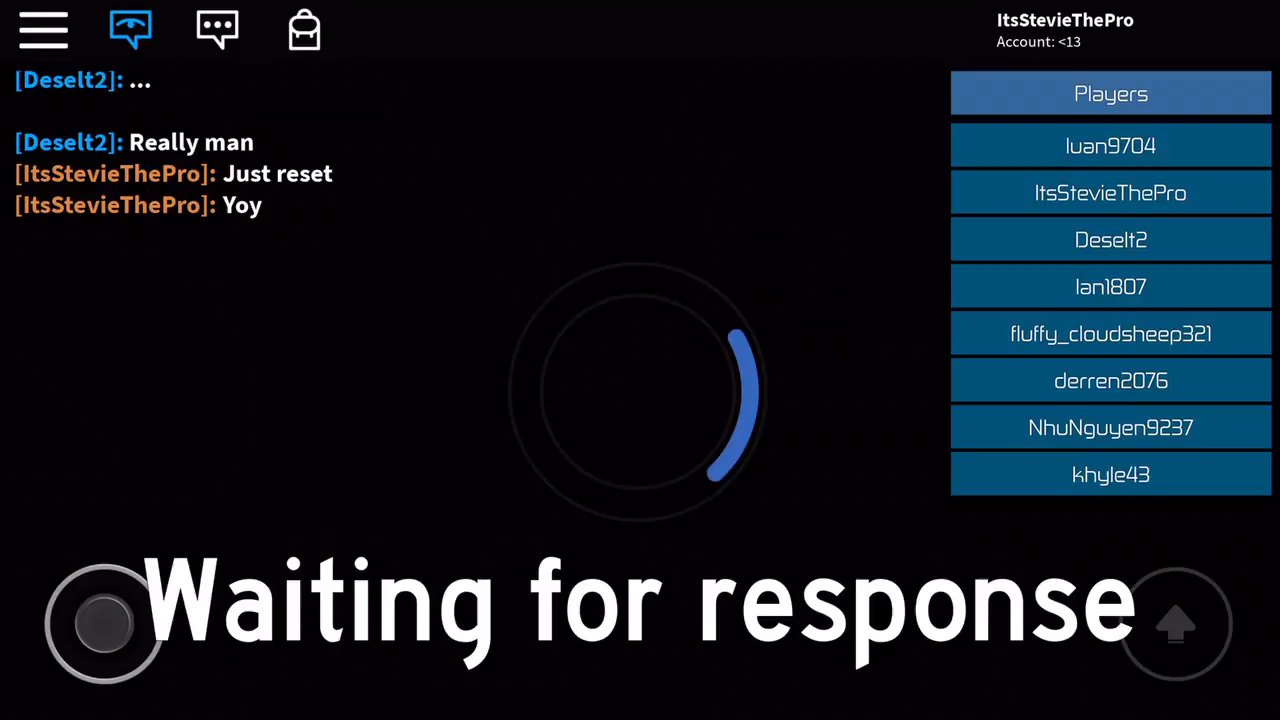 ItsStevieThePro
Account: <13
[Deselt2]: ...
[Deselt2]: Really man
[ItsStevieThePro]: Just reset
[ItsStevieThePro]: Yoy
Players
luan9704
ItsStevieThePro
Deselt2
Ian1807
fluffy_cloudsheep321
derren2076
NhuNguyen9237
khyle43
Waiting for response